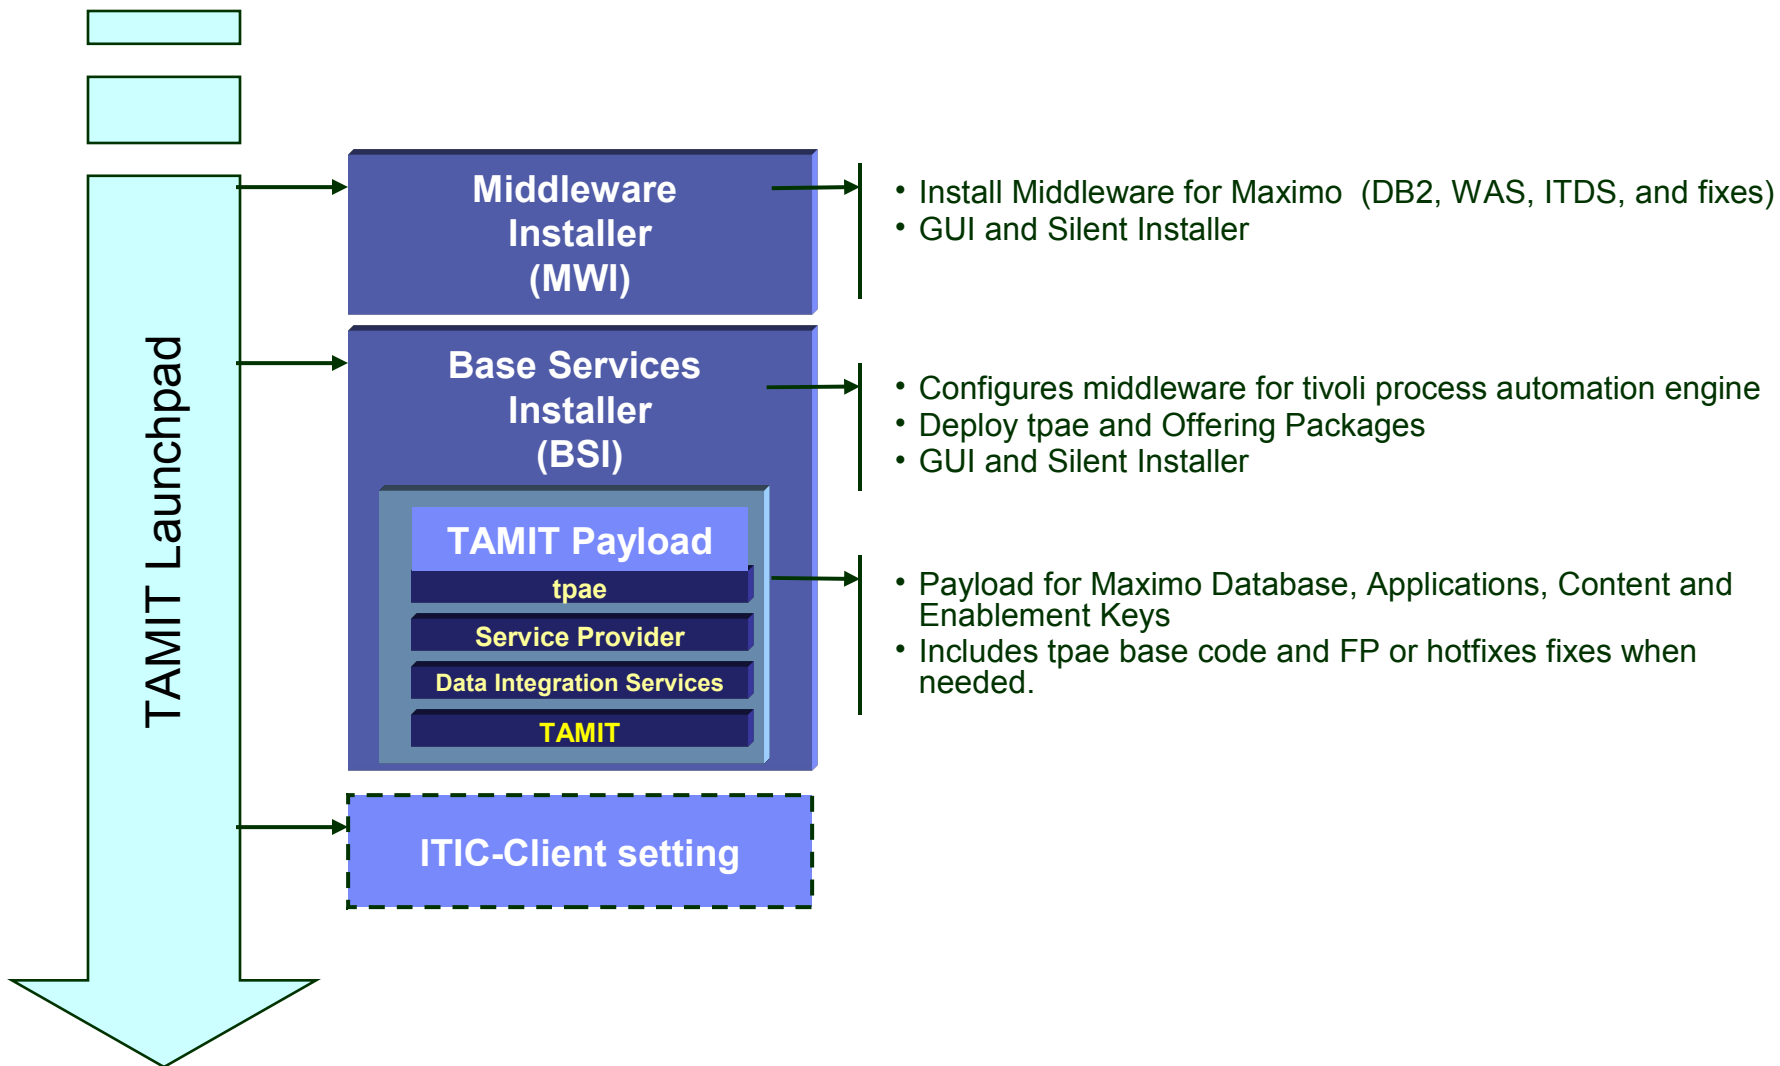 TAMIT Launchpad
Middleware
Installer
(MWI)
• Install Middleware for Maximo  (DB2, WAS, ITDS, and fixes)
• GUI and Silent Installer
Base Services
Installer
(BSI)
• Configures middleware for tivoli process automation engine
• Deploy tpae and Offering Packages
• GUI and Silent Installer
TAMIT Payload
tpae
Service Provider
Data Integration Services
TAMIT
• Payload for Maximo Database, Applications, Content and
Enablement Keys
• Includes tpae base code and FP or hotfixes fixes when
needed.
ITIC-Client setting